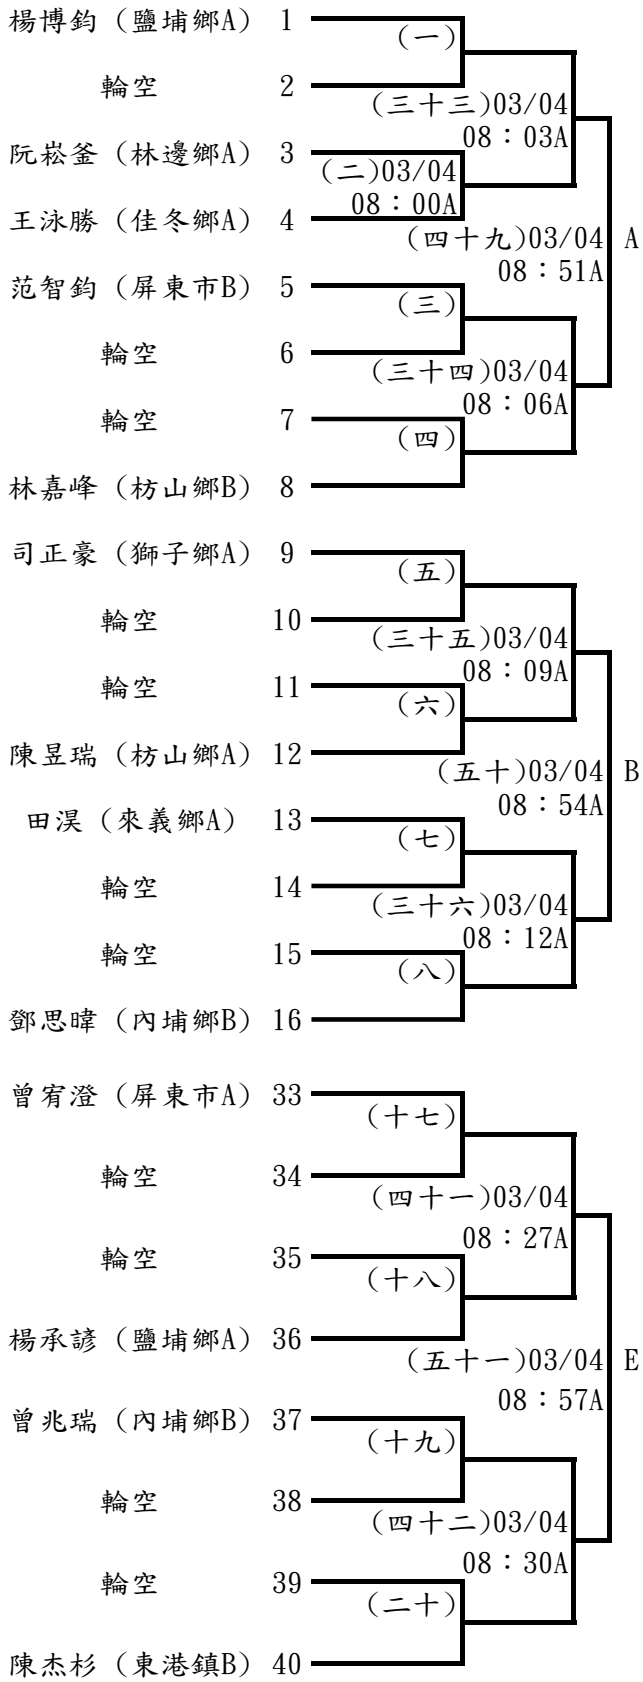 楊博鈞（鹽埔鄉A） 1
(一)
輪空 2
(三十三)03/04
08：03A
阮崧釜（林邊鄉A） 3
(二)03/04
08：00A
王泳勝（佳冬鄉A） 4
(四十九)03/04 A
08：51A
范智鈞（屏東市B） 5
(三)
輪空 6
(三十四)03/04
08：06A
輪空 7
(四)
林嘉峰（枋山鄉B） 8
司正豪（獅子鄉A） 9
(五)
輪空 10
(三十五)03/04
08：09A
輪空 11
(六)
陳昱瑞（枋山鄉A） 12
(五十)03/04 B
08：54A
田淏（來義鄉A） 13
(七)
輪空 14
(三十六)03/04
08：12A
輪空 15
(八)
鄧思暐（內埔鄉B） 16
曾宥澄（屏東市A） 33
(十七)
輪空 34
(四十一)03/04
08：27A
輪空 35
(十八)
楊承諺（鹽埔鄉A） 36
(五十一)03/04 E
08：57A
曾兆瑞（內埔鄉B） 37
(十九)
輪空 38
(四十二)03/04
08：30A
輪空 39
(二十)
陳杰杉（東港鎮B） 40